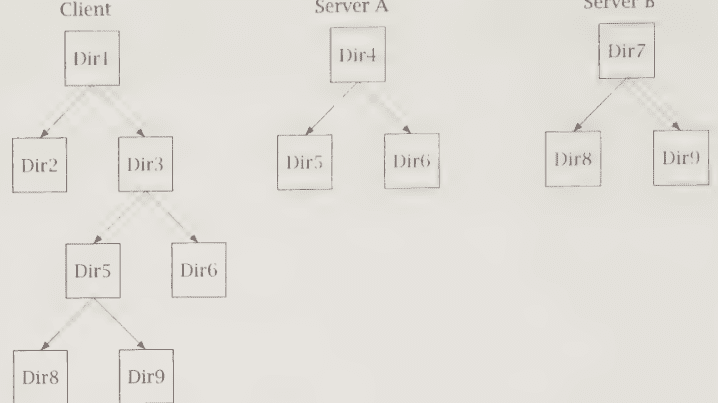 Client
Server A
Server B
Dir1
Dir4
Dir7
Dir2
Dir3
Dir5
Dir6
Dir8
Dir9
Dir5
Dir6
Dir8
Dir9